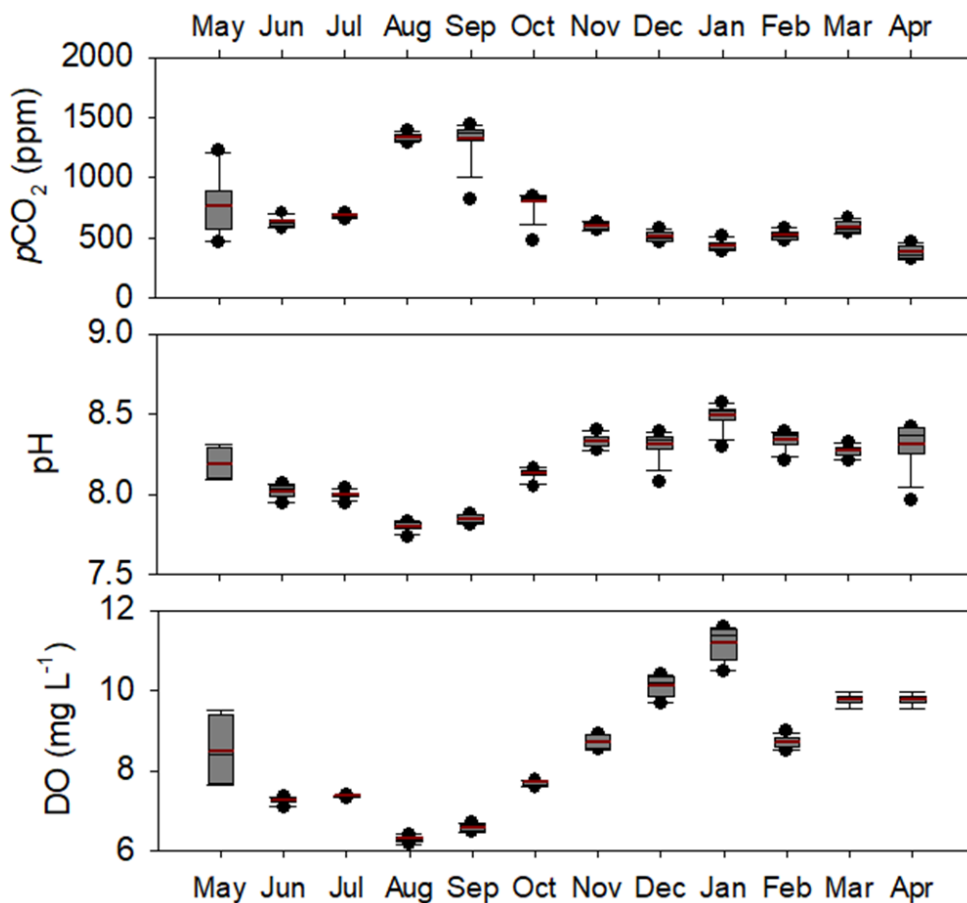 May Jun Jul Aug Sep Oct Nov Dec Jan Feb Mar Apr
pCO₂ (ppm)
2000
1500
1000
500
0
pH
9.0
8.5
8.0
7.5
DO (mg L⁻¹)
12
10
8
6
May Jun Jul Aug Sep Oct Nov Dec Jan Feb Mar Apr